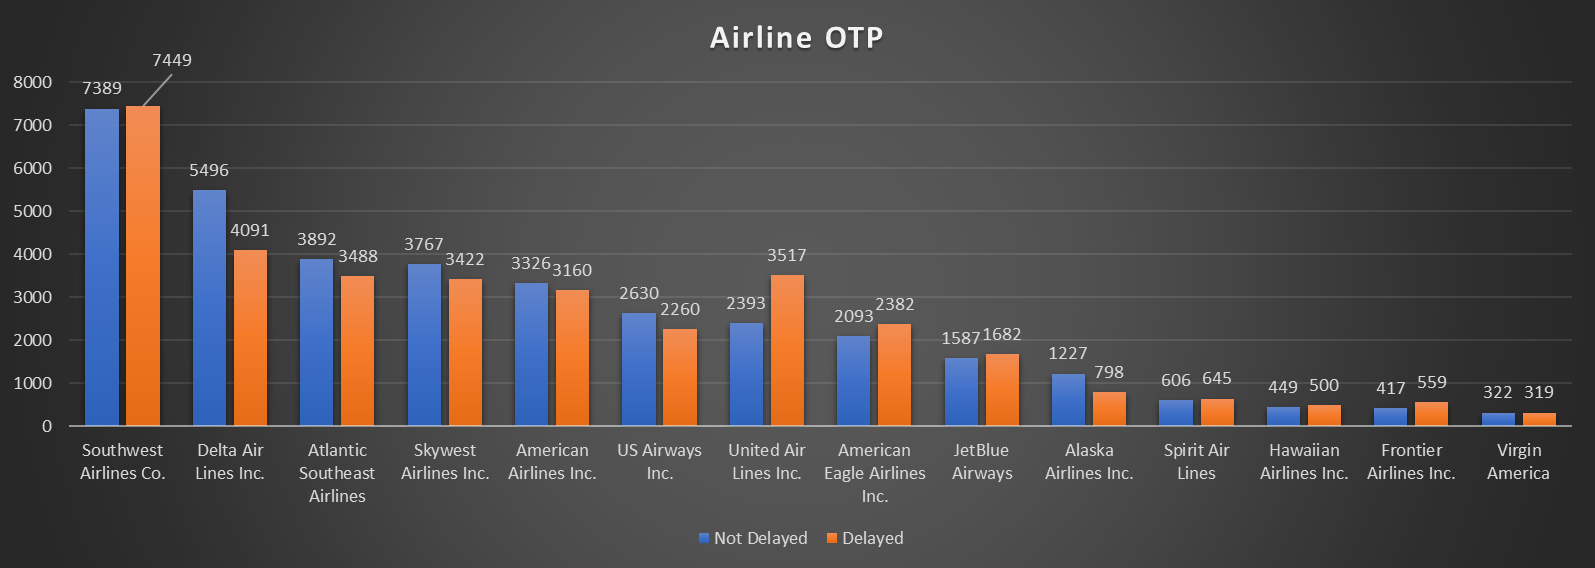 Airline OTP
8000
7000
6000
5000
4000
3000
2000
1000
0
7389
7449
5496
4091
3892
3488
3767
3422
3326
3160
2630
2260
2393
3517
2093
2382
1587
1682
1227
798
606
645
449
500
417
559
322
319
Southwest
Airlines Co.
Delta Air
Lines Inc.
Atlantic
Southeast
Airlines
Skywest
Airlines Inc.
American
Airlines Inc.
US Airways
Inc.
United Air
Lines Inc.
American
Eagle Airlines
Inc.
JetBlue
Airways
Alaska
Airlines Inc.
Spirit Air
Lines
Hawaiian
Airlines Inc.
Frontier
Airlines Inc.
Virgin
America
Not Delayed
Delayed